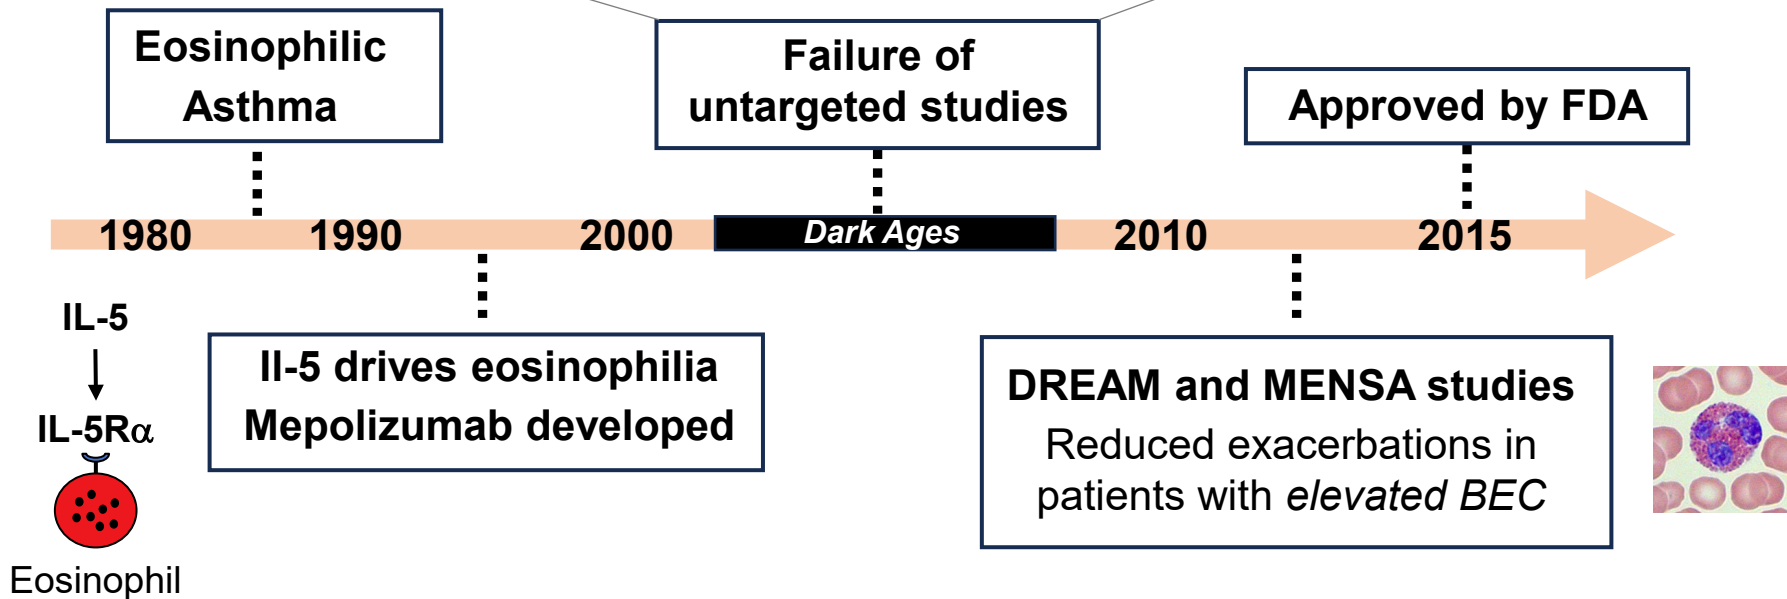 Eosinophilic
Asthma
Failure of
untargeted studies
Approved by FDA
1980
1990
2000
Dark Ages
2010
2015
IL-5
IL-5Rα
Eosinophil
Il-5 drives eosinophilia
Mepolizumab developed
DREAM and MENSA studies
Reduced exacerbations in
patients with elevated BEC